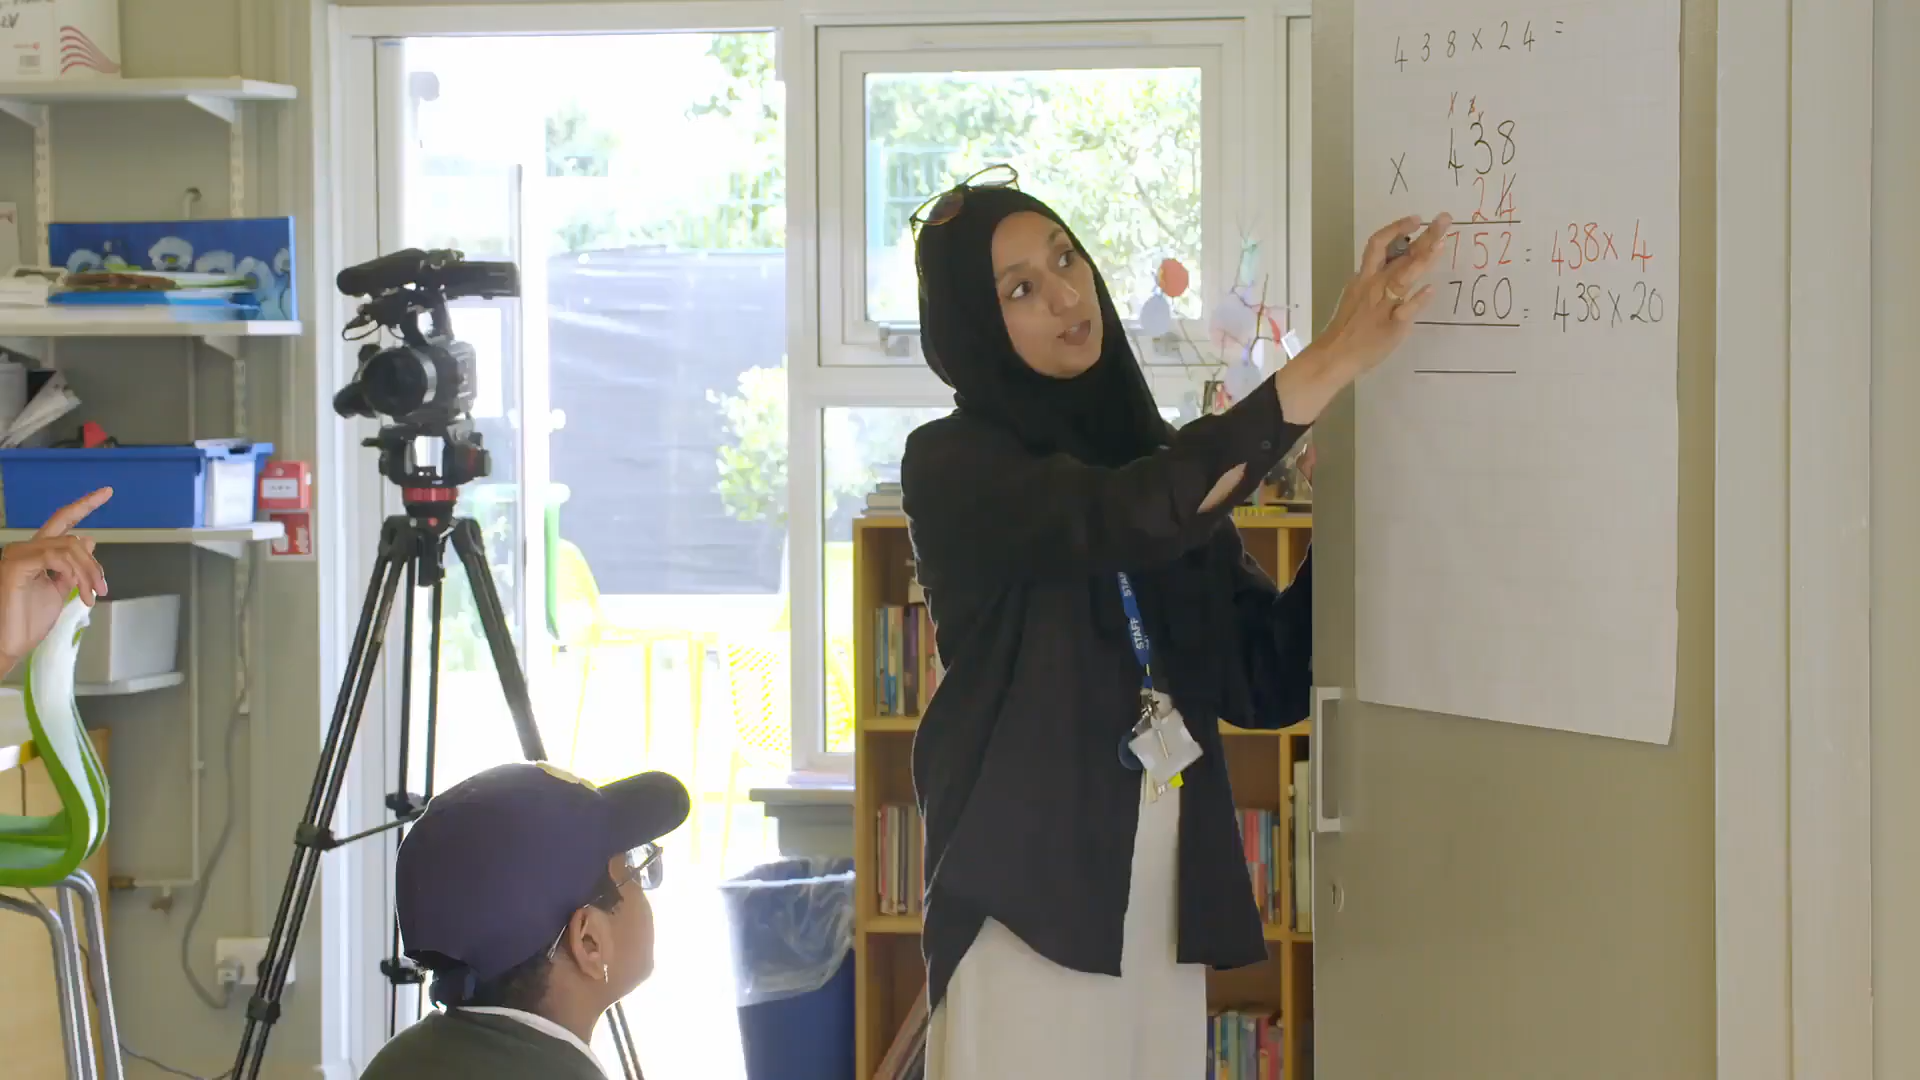 438 x 24 =
438
X 24
752 = 438 x 4
760 = 438 x 20
STAFF